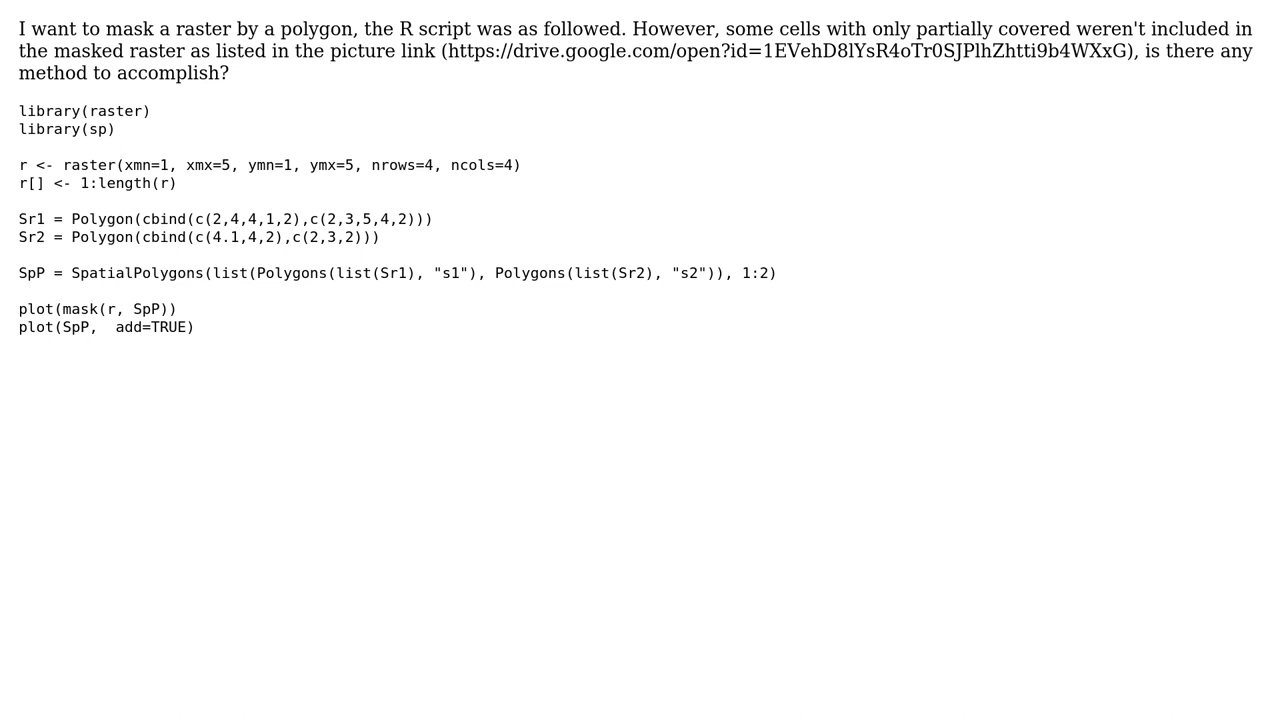 I want to mask a raster by a polygon, the R script was as followed. However, some cells with only partially covered weren't included in
the masked raster as listed in the picture link (https://drive.google.com/open?id=1EVehD8lYsR4oTr0SJPlhZhtti9b4WXxG), is there any
method to accomplish?
library(raster)
library(sp)
r <- raster(xmn=1, xmx=5, ymn=1, ymx=5, nrows=4, ncols=4)
r[] <- 1:length(r)
Sr1 = Polygon(cbind(c(2,4,4,1,2),c(2,3,5,4,2)))
Sr2 = Polygon(cbind(c(4.1,4,2),c(2,3,2)))
SpP = SpatialPolygons(list(Polygons(list(Sr1), "s1"), Polygons(list(Sr2), "s2")), 1:2)
plot(mask(r, SpP))
plot(SpP,  add=TRUE)